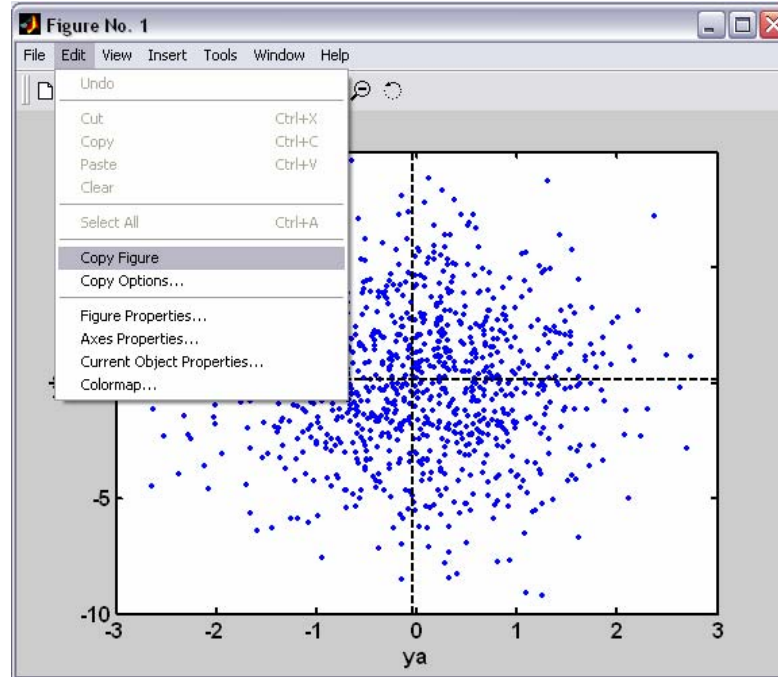 Figure No. 1
File Edit View Insert Tools Window Help
Undo
Cut Ctrl+X
Copy Ctrl+C
Paste Ctrl+V
Clear
Select All Ctrl+A
Copy Figure
Copy Options...
Figure Properties...
Axes Properties...
Current Object Properties...
Colormap...
-5
-10
-3 -2 -1 0 1 2 3
ya